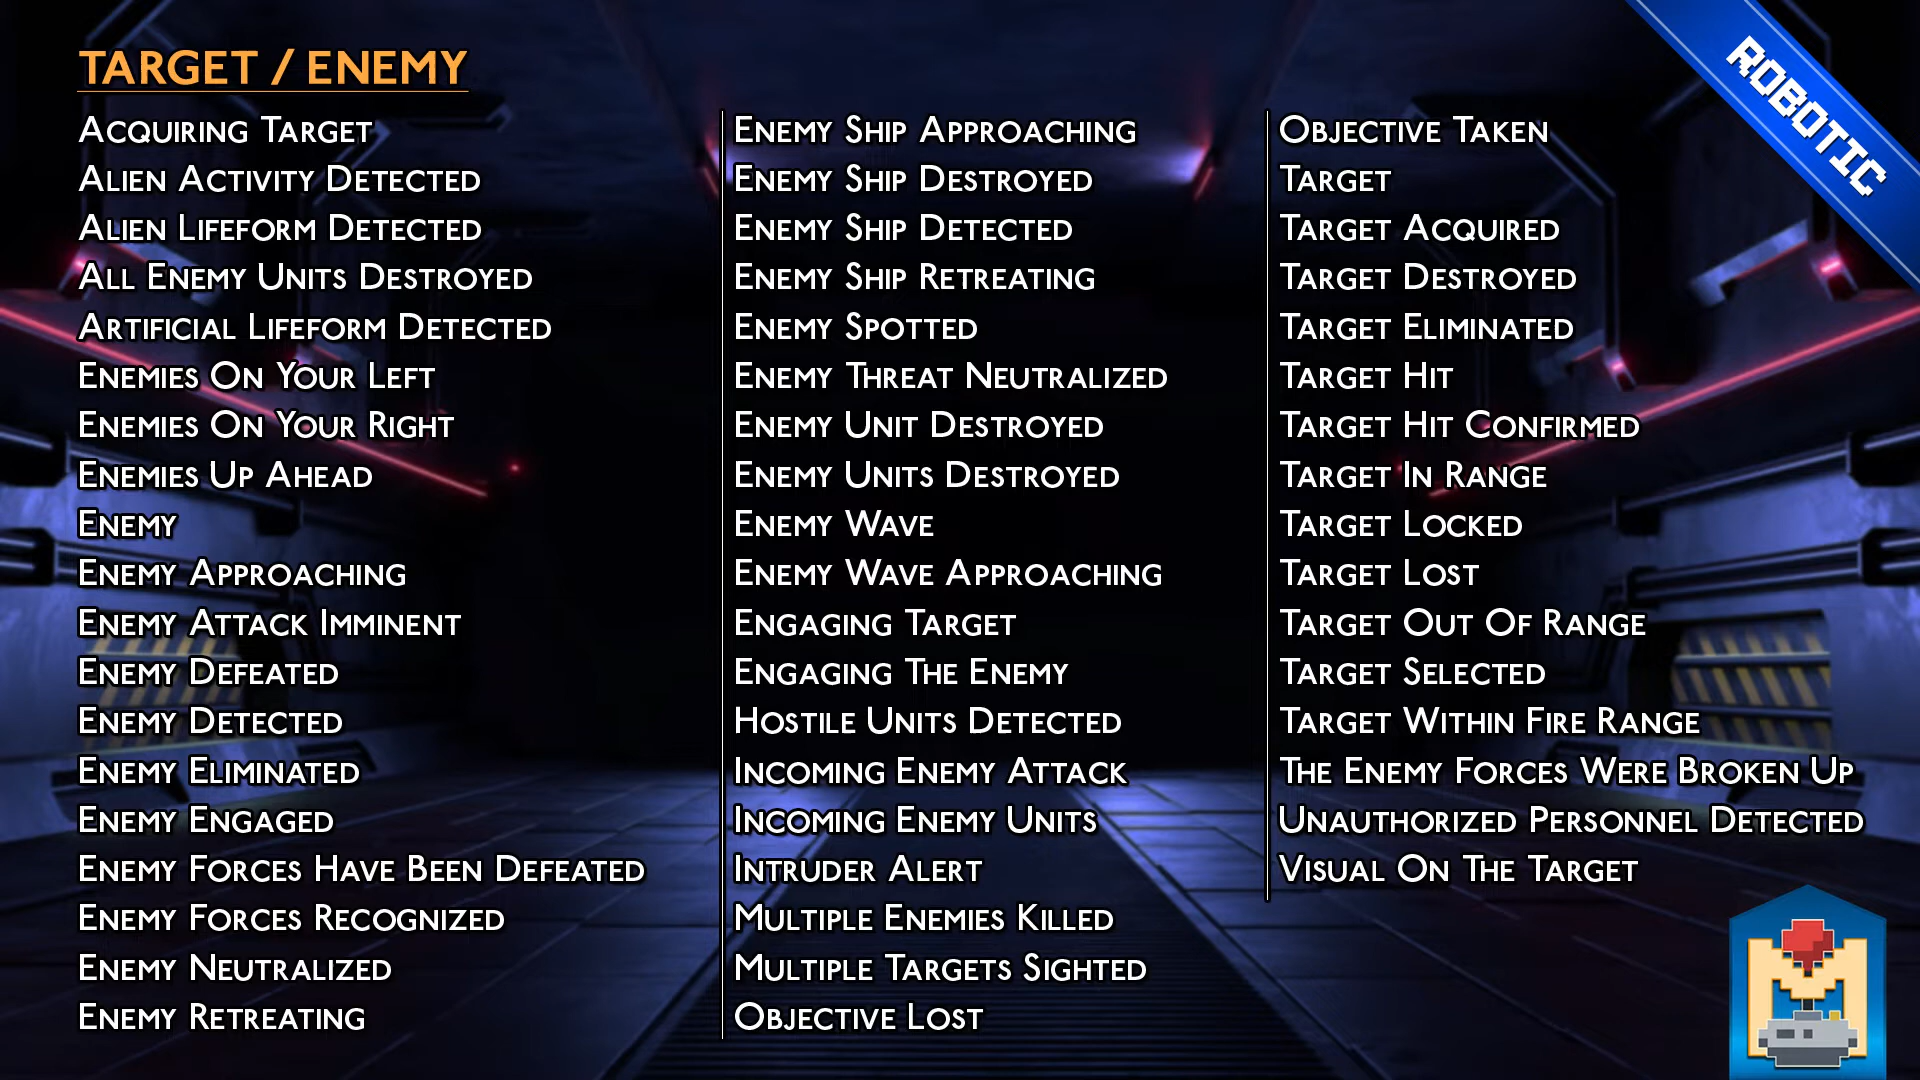 TARGET / ENEMY
ROBOTIC
ACQUIRING TARGET
ALIEN ACTIVITY DETECTED
ALIEN LIFEFORM DETECTED
ALL ENEMY UNITS DESTROYED
ARTIFICIAL LIFEFORM DETECTED
ENEMIES ON YOUR LEFT
ENEMIES ON YOUR RIGHT
ENEMIES UP AHEAD
ENEMY
ENEMY APPROACHING
ENEMY ATTACK IMMINENT
ENEMY DEFEATED
ENEMY DETECTED
ENEMY ELIMINATED
ENEMY ENGAGED
ENEMY FORCES HAVE BEEN DEFEATED
ENEMY FORCES RECOGNIZED
ENEMY NEUTRALIZED
ENEMY RETREATING
ENEMY SHIP APPROACHING
ENEMY SHIP DESTROYED
ENEMY SHIP DETECTED
ENEMY SHIP RETREATING
ENEMY SPOTTED
ENEMY THREAT NEUTRALIZED
ENEMY UNIT DESTROYED
ENEMY UNITS DESTROYED
ENEMY WAVE
ENEMY WAVE APPROACHING
ENGAGING TARGET
ENGAGING THE ENEMY
HOSTILE UNITS DETECTED
INCOMING ENEMY ATTACK
INCOMING ENEMY UNITS
INTRUDER ALERT
MULTIPLE ENEMIES KILLED
MULTIPLE TARGETS SIGHTED
OBJECTIVE LOST
OBJECTIVE TAKEN
TARGET
TARGET ACQUIRED
TARGET DESTROYED
TARGET ELIMINATED
TARGET HIT
TARGET HIT CONFIRMED
TARGET IN RANGE
TARGET LOCKED
TARGET LOST
TARGET OUT OF RANGE
TARGET SELECTED
TARGET WITHIN FIRE RANGE
THE ENEMY FORCES WERE BROKEN UP
UNAUTHORIZED PERSONNEL DETECTED
VISUAL ON THE TARGET